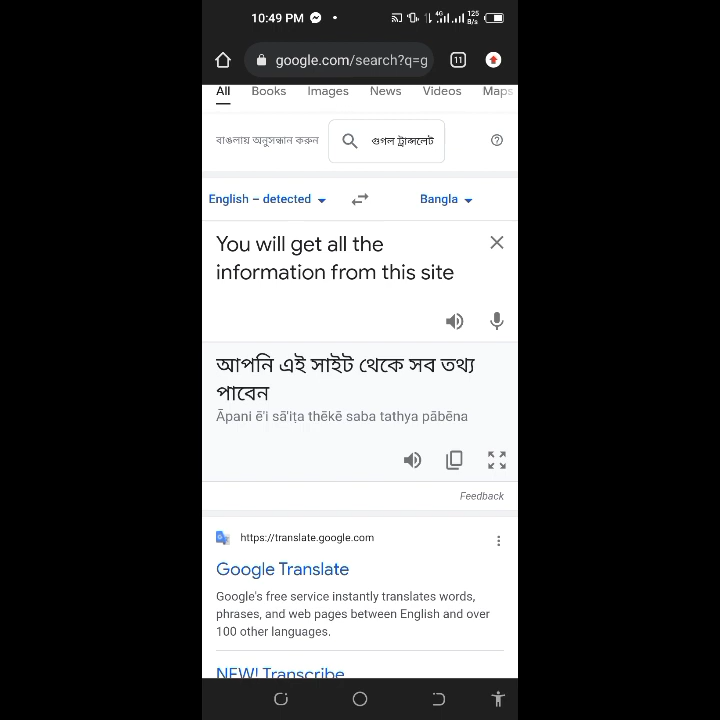 10:49 PM
4G
125
B/s
google.com/search?q=g
11
All Books Images News Videos Maps
বাঙলায় অনুসন্ধান করুন গুগল ট্রান্সলেট
English – detected Bangla
You will get all the
information from this site
আপনি এই সাইট থেকে সব তথ্য
পাবেন
Āpani ē'i sā'iṭa thēkē saba tathya pābēna
Feedback
https://translate.google.com
Google Translate
Google's free service instantly translates words,
phrases, and web pages between English and over
100 other languages.
NEW! Transcribe